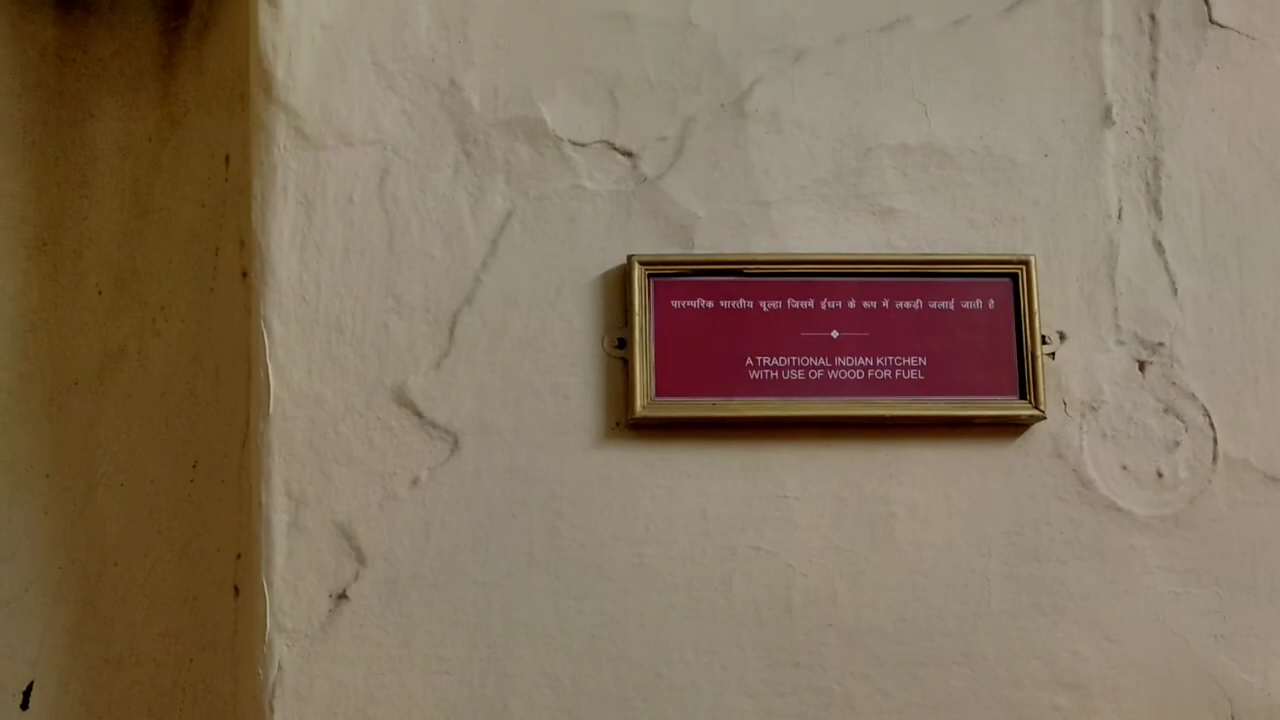 पारम्परिक भारतीय चूल्हा जिसमें ईंधन के रूप में लकड़ी जलाई जाती है
A TRADITIONAL INDIAN KITCHEN
WITH USE OF WOOD FOR FUEL